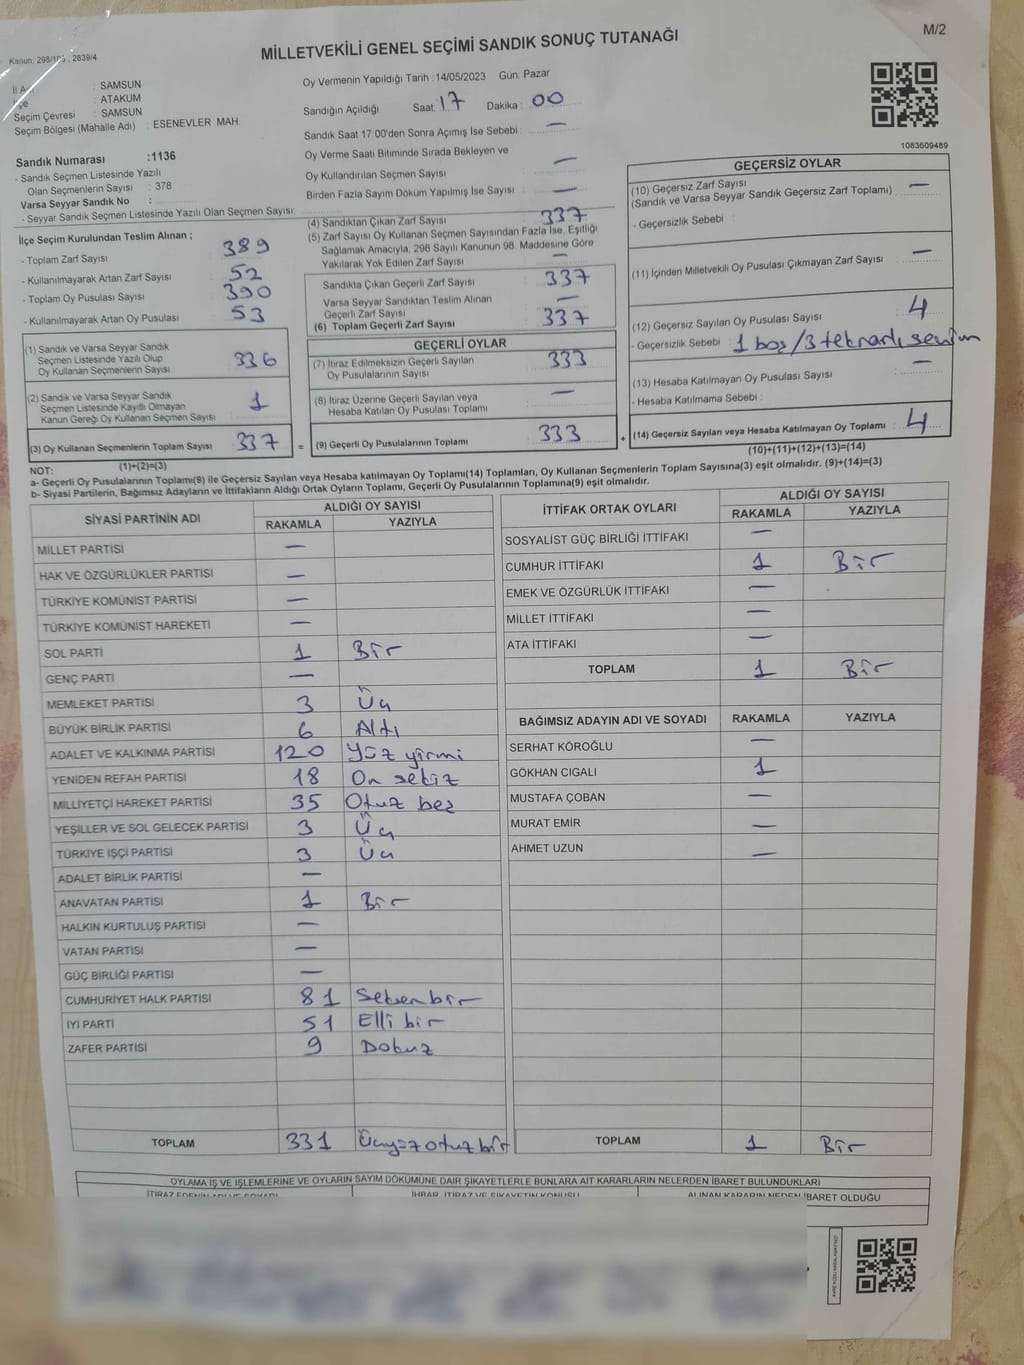 M/2
Kanun: 298/105, 2839/4
MİLLETVEKİLİ GENEL SEÇİMİ SANDIK SONUÇ TUTANAĞI
: SAMSUN
: ATAKUM
Seçim Çevresi : SAMSUN
Seçim Bölgesi (Mahalle Adı) : ESENEVLER MAH.
Sandık Numarası :1136
- Sandık Seçmen Listesinde Yazılı
Olan Seçmenlerin Sayısı : 378
Varsa Seyyar Sandık No :
- Seyyar Sandık Seçmen Listesinde Yazılı Olan Seçmen Sayısı:
Oy Vermenin Yapıldığı Tarih :14/05/2023 Gün: Pazar
Sandığın Açıldığı Saat: 17 Dakika : 00
Sandık Saat 17:00'den Sonra Açımış İse Sebebi : —
Oy Verme Saati Bitiminde Sırada Bekleyen ve
Oy Kullandırılan Seçmen Sayısı : —
Birden Fazla Sayım Döküm Yapılmış İse Sayısı : —
1083609489
İlçe Seçim Kurulundan Teslim Alınan ;
- Toplam Zarf Sayısı : 389
- Kullanılmayarak Artan Zarf Sayısı : 52
- Toplam Oy Pusulası Sayısı : 390
- Kullanılmayarak Artan Oy Pusulası : 53
(1) Sandık ve Varsa Seyyar Sandık
Seçmen Listesinde Yazılı Olup
Oy Kullanan Seçmenlerin Sayısı : 336
(2) Sandık ve Varsa Seyyar Sandık
Seçmen Listesinde Kayıtlı Olmayan
Kanun Gereği Oy Kullanan Seçmen Sayısı : 1
(3) Oy Kullanan Seçmenlerin Toplam Sayısı : 337
(1)+(2)=(3)
(4) Sandıktan Çıkan Zarf Sayısı : 337
(5) Zarf Sayısı Oy Kullanan Seçmen Sayısından Fazla İse, Eşitliği
Sağlamak Amacıyla, 298 Sayılı Kanunun 98. Maddesine Göre
Yakılarak Yok Edilen Zarf Sayısı : —
Sandıkta Çıkan Geçerli Zarf Sayısı : 337
Varsa Seyyar Sandıktan Teslim Alınan
Geçerli Zarf Sayısı : —
(6) Toplam Geçerli Zarf Sayısı : 337
GEÇERLİ OYLAR
(7) İtiraz Edilmeksizin Geçerli Sayılan
Oy Pusulalarının Sayısı : 333
(8) İtiraz Üzerine Geçerli Sayılan veya
Hesaba Katılan Oy Pusulası Toplamı : —
= (9) Geçerli Oy Pusulalarının Toplamı : 333
GEÇERSİZ OYLAR
(10) Geçersiz Zarf Sayısı : —
(Sandık ve Varsa Seyyar Sandık Geçersiz Zarf Toplamı)
- Geçersizlik Sebebi :
(11) İçinden Milletvekili Oy Pusulası Çıkmayan Zarf Sayısı : —
(12) Geçersiz Sayılan Oy Pusulası Sayısı : 4
- Geçersizlik Sebebi : 1 boş/3 tekrarlı seçim
(13) Hesaba Katılmayan Oy Pusulası Sayısı : —
- Hesaba Katılmama Sebebi :
+ (14) Geçersiz Sayılan veya Hesaba Katılmayan Oy Toplamı : 4
(10)+(11)+(12)+(13)=(14)
NOT:
a- Geçerli Oy Pusulalarının Toplamı(9) ile Geçersiz Sayılan veya Hesaba katılmayan Oy Toplamı(14) Toplamları, Oy Kullanan Seçmenlerin Toplam Sayısına(3) eşit olmalıdır. (9)+(14)=(3)
b- Siyasi Partilerin, Bağımsız Adayların ve İttifakların Aldığı Ortak Oyların Toplamı, Geçerli Oy Pusulalarının Toplamına(9) eşit olmalıdır.
SİYASİ PARTİNİN ADI ALDIĞI OY SAYISI
RAKAMLA YAZIYLA
MİLLET PARTİSİ —
HAK VE ÖZGÜRLÜKLER PARTİSİ —
TÜRKİYE KOMÜNİST PARTİSİ —
TÜRKİYE KOMÜNİST HAREKETİ —
SOL PARTİ 1 Bir
GENÇ PARTİ —
MEMLEKET PARTİSİ 3 Üç
BÜYÜK BİRLİK PARTİSİ 6 Altı
ADALET VE KALKINMA PARTİSİ 120 Yüz yirmi
YENİDEN REFAH PARTİSİ 18 On sekiz
MİLLİYETÇİ HAREKET PARTİSİ 35 Otuz beş
YEŞİLLER VE SOL GELECEK PARTİSİ 3 Üç
TÜRKİYE İŞÇİ PARTİSİ 3 Üç
ADALET BİRLİK PARTİSİ —
ANAVATAN PARTİSİ 1 Bir
HALKIN KURTULUŞ PARTİSİ —
VATAN PARTİSİ —
GÜÇ BİRLİĞİ PARTİSİ —
CUMHURİYET HALK PARTİSİ 81 Seksen bir
İYİ PARTİ 51 Elli bir
ZAFER PARTİSİ 9 Dokuz
TOPLAM 331 Üçyüz otuz bir
İTTİFAK ORTAK OYLARI ALDIĞI OY SAYISI
RAKAMLA YAZIYLA
SOSYALİST GÜÇ BİRLİĞİ İTTİFAKI —
CUMHUR İTTİFAKI 1 Bir
EMEK VE ÖZGÜRLÜK İTTİFAKI —
MİLLET İTTİFAKI —
ATA İTTİFAKI —
TOPLAM 1 Bir
BAĞIMSIZ ADAYIN ADI VE SOYADI RAKAMLA YAZIYLA
SERHAT KÖROĞLU —
GÖKHAN CIGALI 1
MUSTAFA ÇOBAN —
MURAT EMİR —
AHMET UZUN —
TOPLAM 1 Bir
OYLAMA İŞ VE İŞLEMLERİNE VE OYLARIN SAYIM DÖKÜMÜNE DAİR ŞİKAYETLERLE BUNLARA AİT KARARLARIN NELERDEN İBARET BULUNDUKLARI
ALINAN KARARIN NEDEN İBARET OLDUĞU